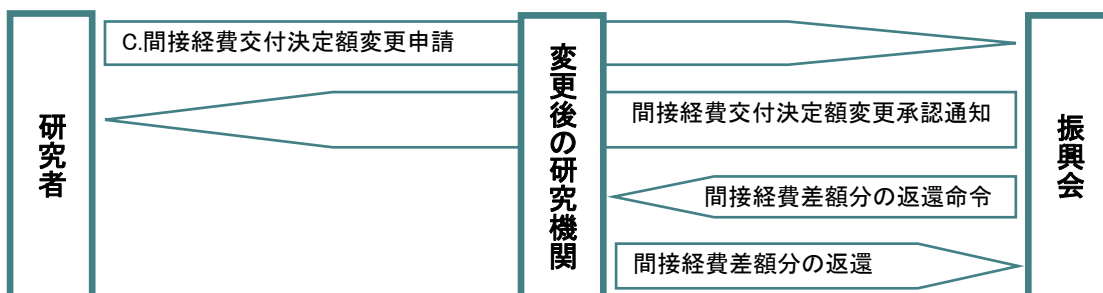 C.間接経費交付決定額変更申請
間接経費交付決定額変更承認通知
間接経費差額分の返還命令
間接経費差額分の返還
研究者
変更後の研究機関
振興会